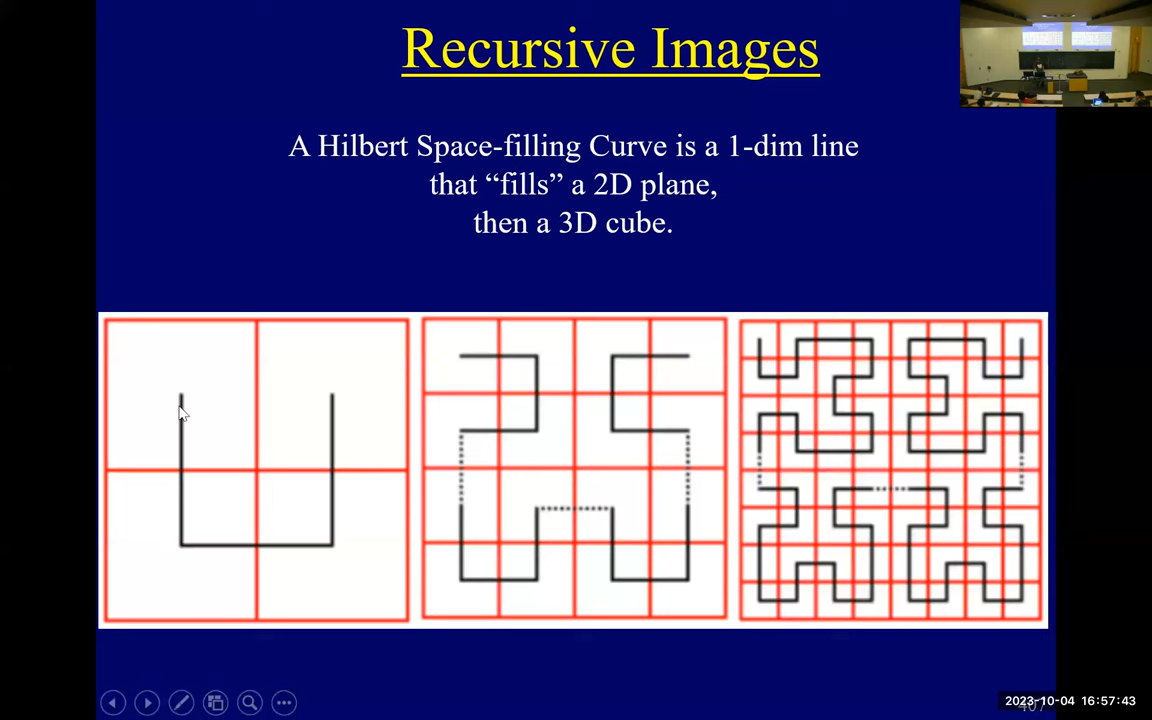 Recursive Images
A Hilbert Space-filling Curve is a 1-dim line
that “fills” a 2D plane,
then a 3D cube.
2023-10-04 16:57:43